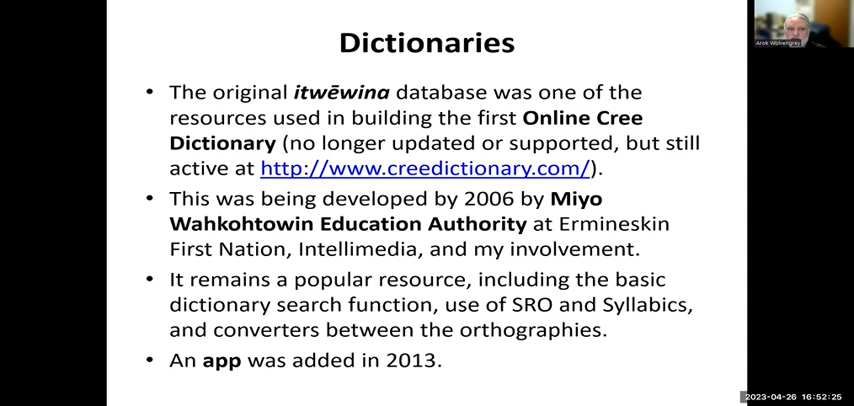 Dictionaries
Arok Wolvengrey
• The original itwēwina database was one of the
resources used in building the first Online Cree
Dictionary (no longer updated or supported, but still
active at http://www.creedictionary.com/).
• This was being developed by 2006 by Miyo
Wahkohtowin Education Authority at Ermineskin
First Nation, Intellimedia, and my involvement.
• It remains a popular resource, including the basic
dictionary search function, use of SRO and Syllabics,
and converters between the orthographies.
• An app was added in 2013.
2023-04-26 16:52:25